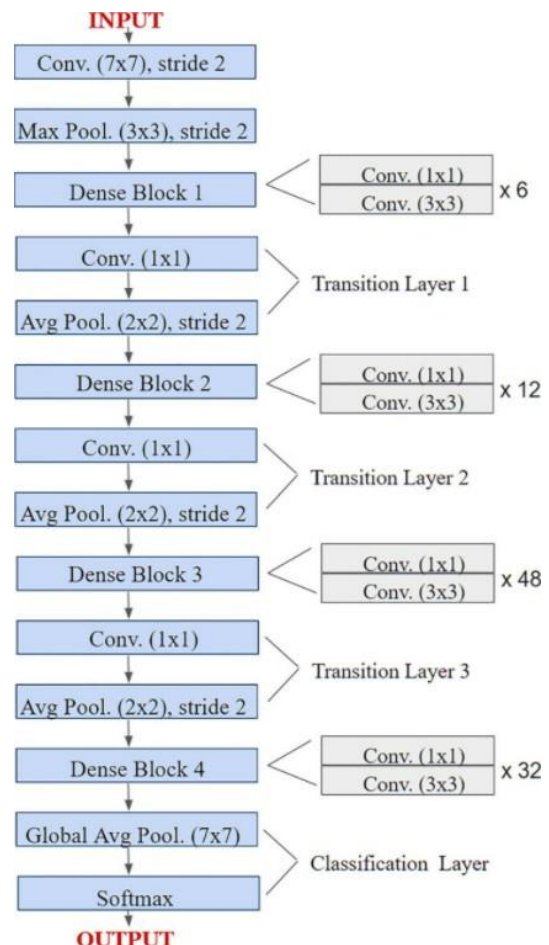 INPUT
Conv. (7x7), stride 2
Max Pool. (3x3), stride 2
Dense Block 1
Conv. (1x1)
Conv. (3x3)
x 6
Conv. (1x1)
Avg Pool. (2x2), stride 2
Transition Layer 1
Dense Block 2
Conv. (1x1)
Conv. (3x3)
x 12
Conv. (1x1)
Avg Pool. (2x2), stride 2
Transition Layer 2
Dense Block 3
Conv. (1x1)
Conv. (3x3)
x 48
Conv. (1x1)
Avg Pool. (2x2), stride 2
Transition Layer 3
Dense Block 4
Conv. (1x1)
Conv. (3x3)
x 32
Global Avg Pool. (7x7)
Softmax
Classification Layer
OUTPUT